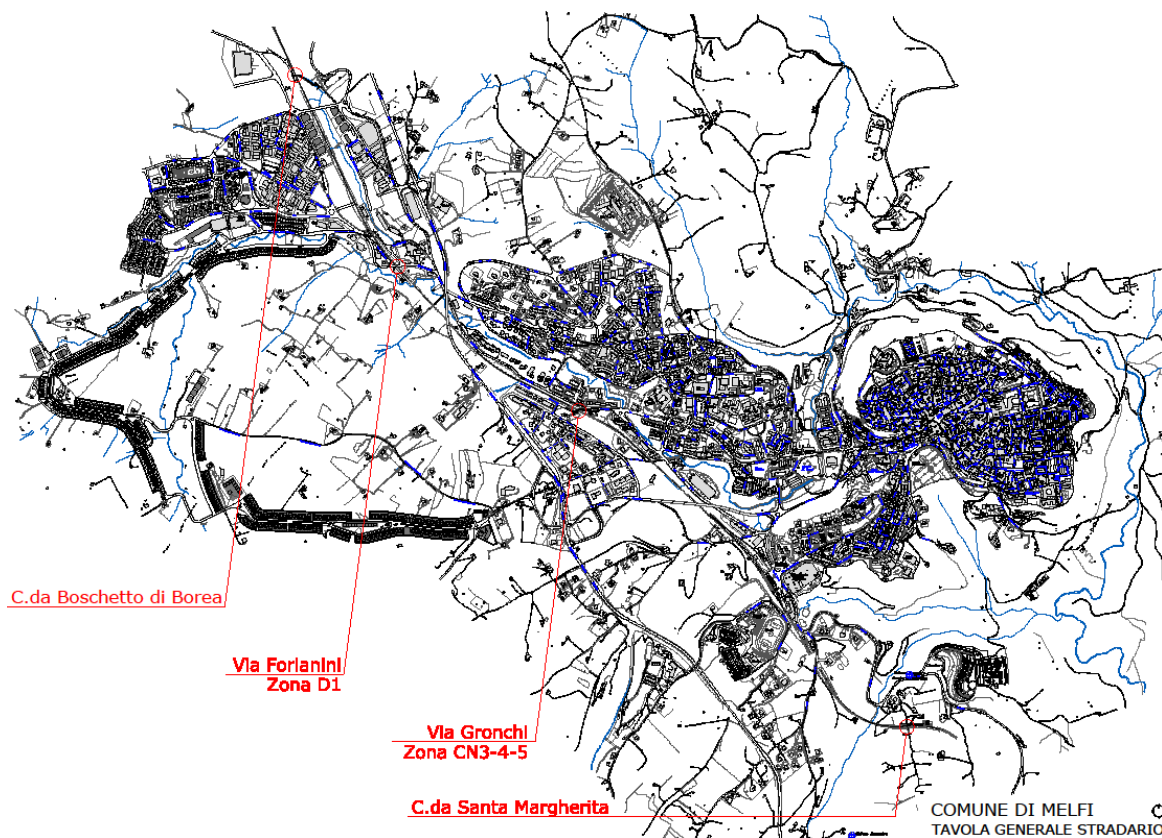 C.da Boschetto di Borea
Via Forlanini
Zona D1
Via Gronchi
Zona CN3-4-5
C.da Santa Margherita
COMUNE DI MELFI
TAVOLA GENERALE STRADARIO